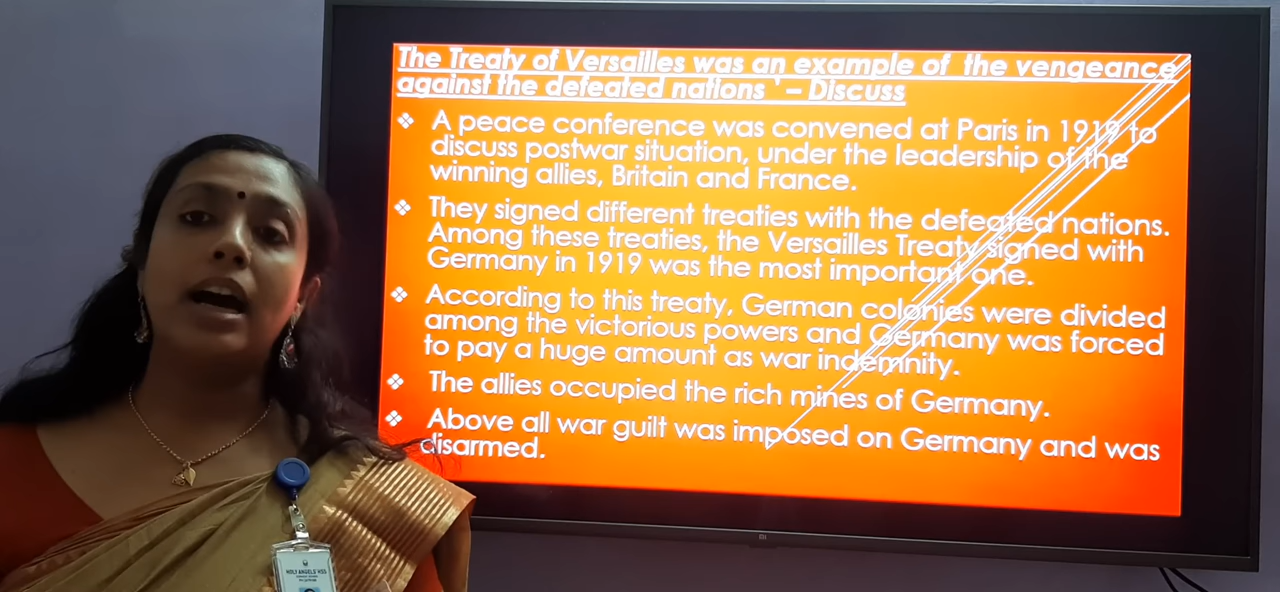 The Treaty of Versailles was an example of the vengeance
against the defeated nations ' – Discuss
❖ A peace conference was convened at Paris in 1919 to
discuss postwar situation, under the leadership of the
winning allies, Britain and France.
❖ They signed different treaties with the defeated nations.
Among these treaties, the Versailles Treaty signed with
Germany in 1919 was the most important one.
❖ According to this treaty, German colonies were divided
among the victorious powers and Germany was forced
to pay a huge amount as war indemnity.
❖ The allies occupied the rich mines of Germany.
❖ Above all war guilt was imposed on Germany and was
disarmed.
mi
HOLY ANGELS' HSS